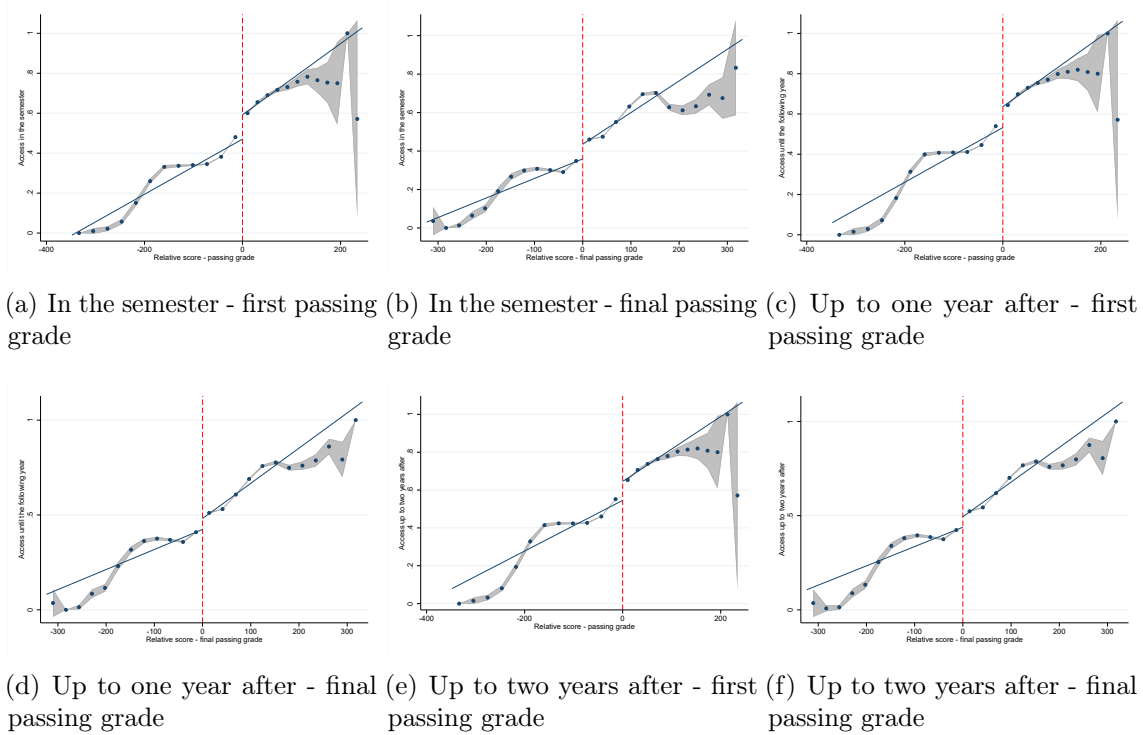 Access in the semester
0 .2 .4 .6 .8 1
-400 -200 0 200
Relative score - passing grade
(a) In the semester - first passing
grade
Access in the semester
0 .2 .4 .6 .8 1
-300 -200 -100 0 100 200 300
Relative score - final passing grade
(b) In the semester - final passing
grade
Access until the following year
0 .2 .4 .6 .8 1
-400 -200 0 200
Relative score - passing grade
(c) Up to one year after - first
passing grade
Access until the following year
0 .5 1
-300 -200 -100 0 100 200 300
Relative score - final passing grade
(d) Up to one year after - final
passing grade
Access up to two years after
0 .2 .4 .6 .8 1
-400 -200 0 200
Relative score - passing grade
(e) Up to two years after - first
passing grade
Access up to two years after
0 .5 1
-300 -200 -100 0 100 200 300
Relative score - final passing grade
(f) Up to two years after - final
passing grade